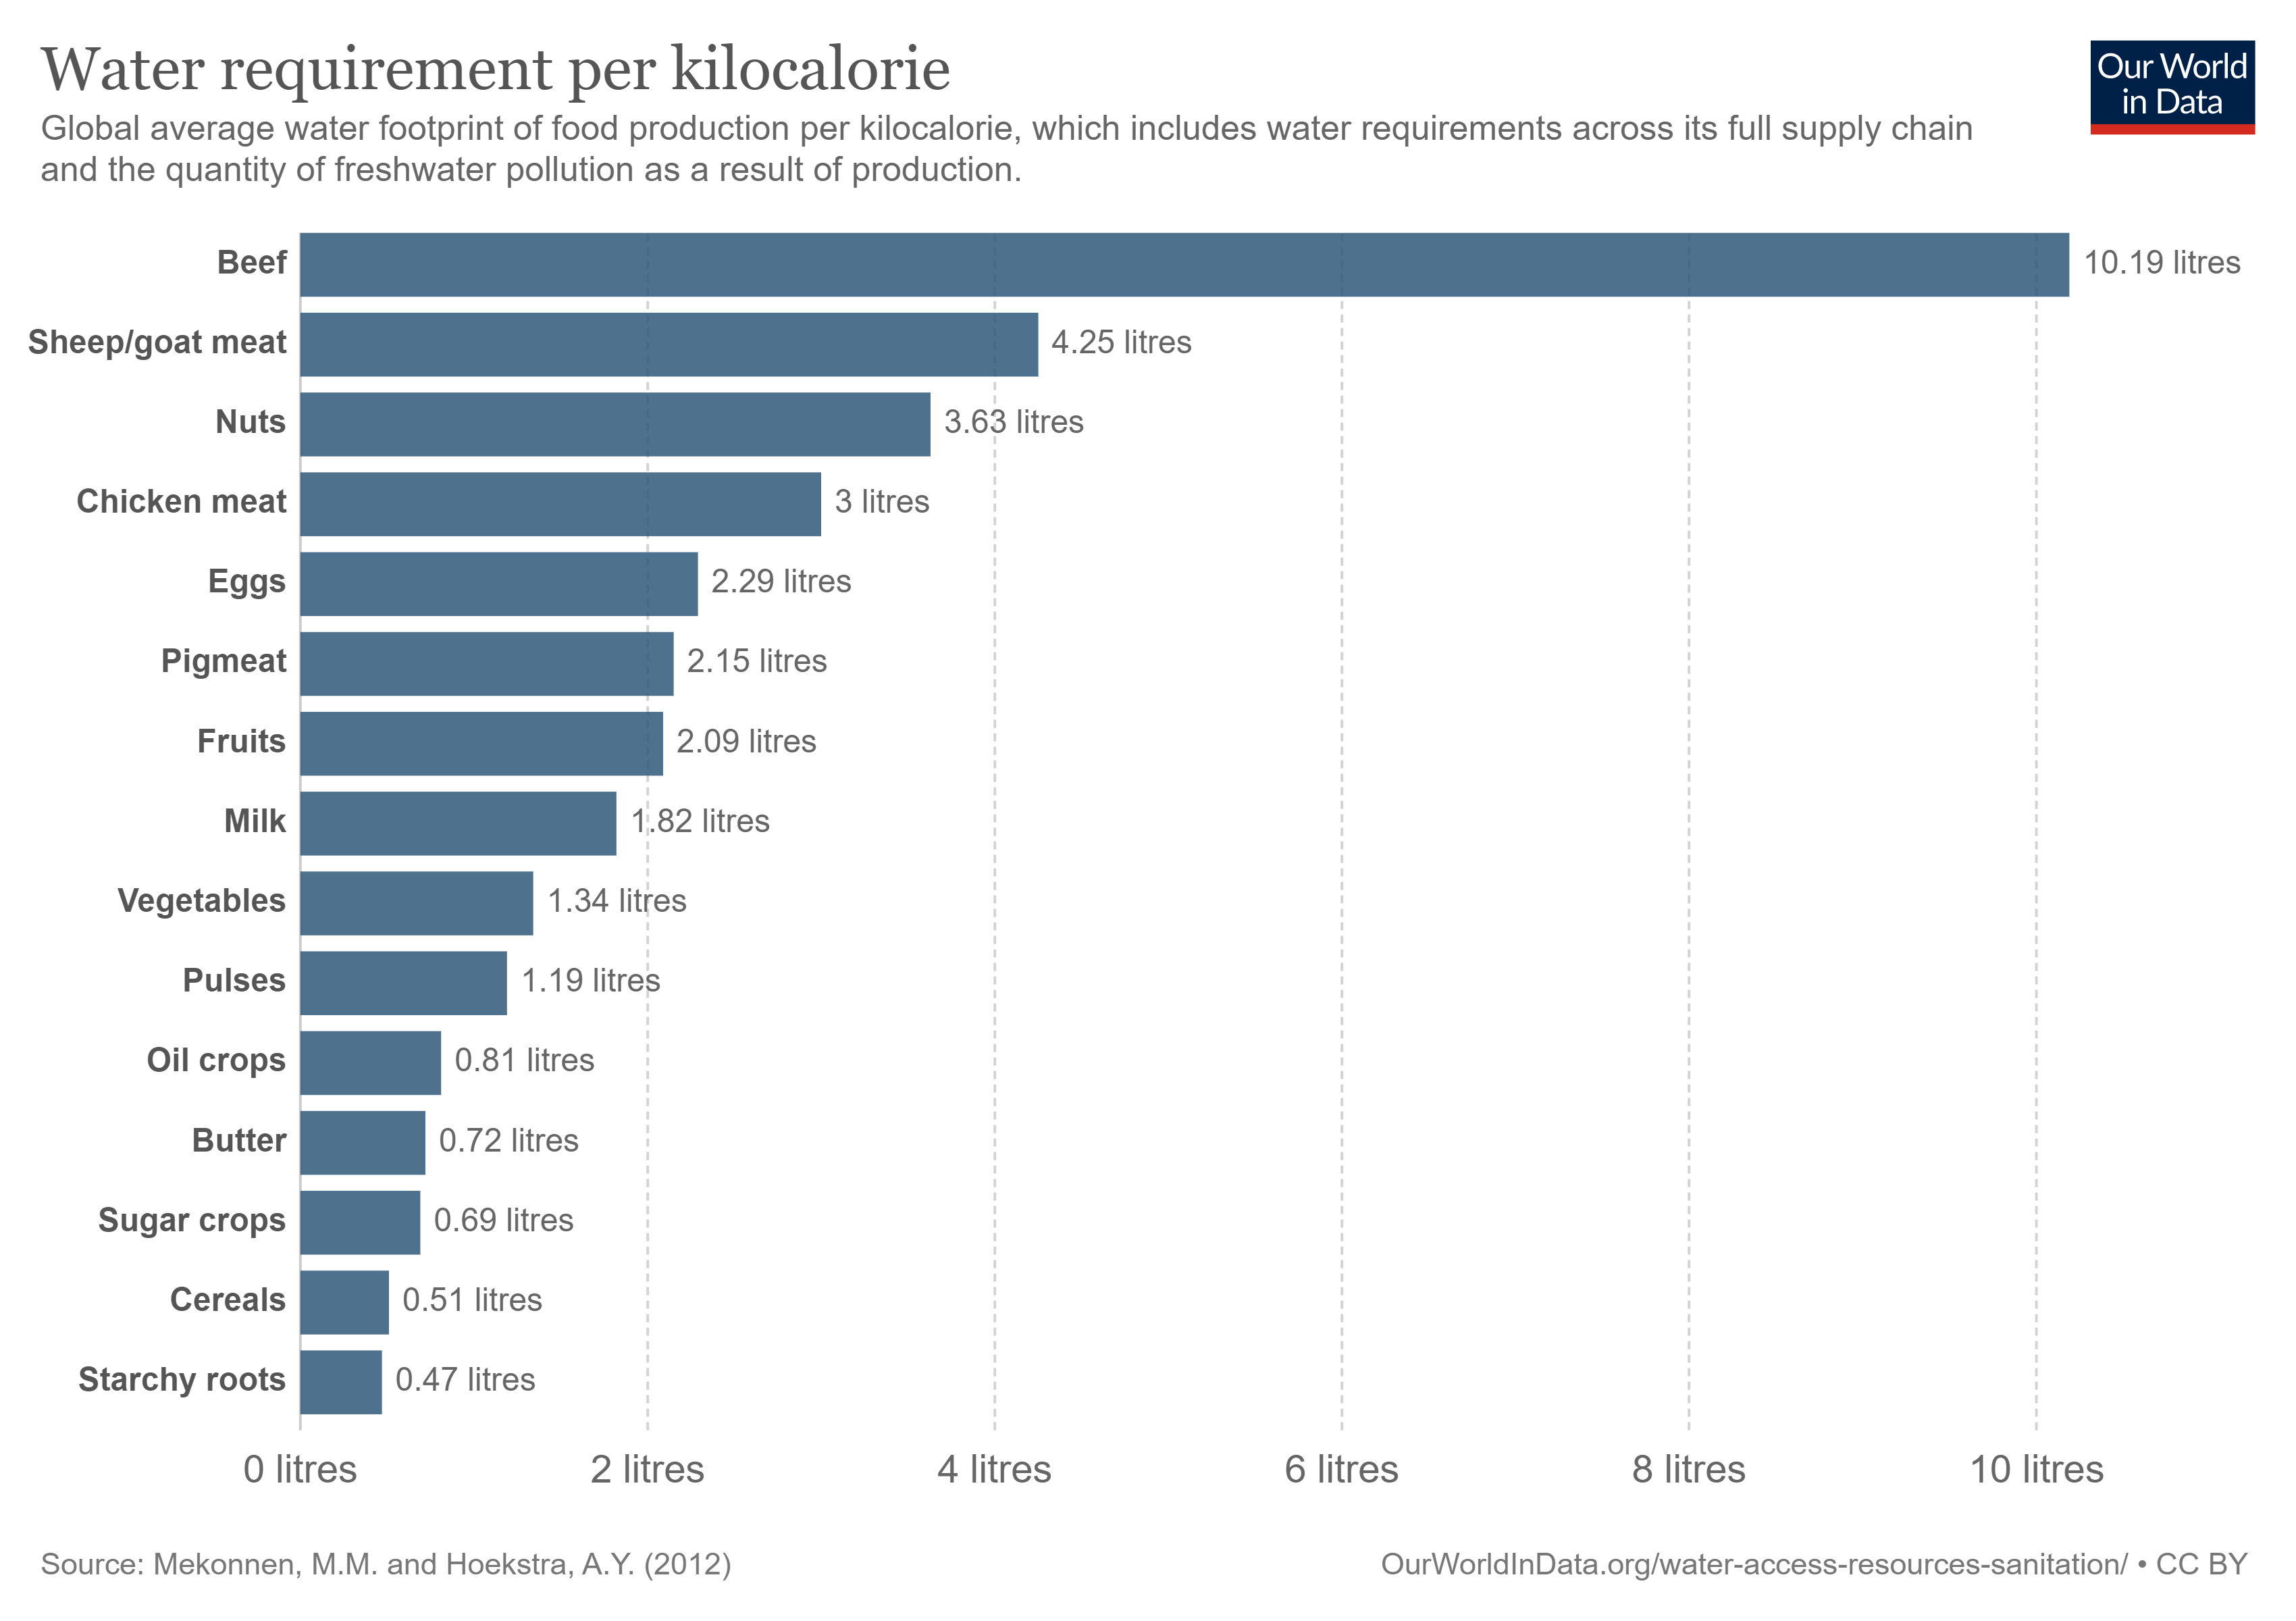 Water requirement per kilocalorie
Our World
in Data
Global average water footprint of food production per kilocalorie, which includes water requirements across its full supply chain
and the quantity of freshwater pollution as a result of production.
Beef 10.19 litres
Sheep/goat meat 4.25 litres
Nuts 3.63 litres
Chicken meat 3 litres
Eggs 2.29 litres
Pigmeat 2.15 litres
Fruits 2.09 litres
Milk 1.82 litres
Vegetables 1.34 litres
Pulses 1.19 litres
Oil crops 0.81 litres
Butter 0.72 litres
Sugar crops 0.69 litres
Cereals 0.51 litres
Starchy roots 0.47 litres
0 litres 2 litres 4 litres 6 litres 8 litres 10 litres
Source: Mekonnen, M.M. and Hoekstra, A.Y. (2012) OurWorldInData.org/water-access-resources-sanitation/ • CC BY